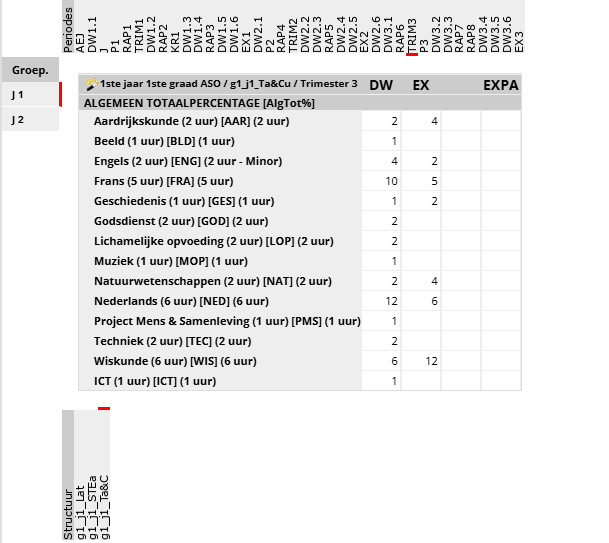 Periodes
AEJ
DW1.1
J
P1
RAP1
TRIM1
DW1.2
RAP2
KR1
DW1.3
DW1.4
RAP3
DW1.5
DW1.6
EX1
DW2.1
P2
RAP4
TRIM2
DW2.2
DW2.3
RAP5
DW2.4
DW2.5
EX2
DW2.6
DW3.1
RAP6
TRIM3
P3
DW3.2
DW3.3
RAP7
RAP8
DW3.4
DW3.5
DW3.6
EX3
Groep.
J 1
J 2
1ste jaar 1ste graad ASO / g1_j1_Ta&Cu / Trimester 3 DW EX EXPA
ALGEMEEN TOTAALPERCENTAGE [AlgTot%]
Aardrijkskunde (2 uur) [AAR] (2 uur) 2 4
Beeld (1 uur) [BLD] (1 uur) 1
Engels (2 uur) [ENG] (2 uur - Minor) 4 2
Frans (5 uur) [FRA] (5 uur) 10 5
Geschiedenis (1 uur) [GES] (1 uur) 1 2
Godsdienst (2 uur) [GOD] (2 uur) 2
Lichamelijke opvoeding (2 uur) [LOP] (2 uur) 2
Muziek (1 uur) [MOP] (1 uur) 1
Natuurwetenschappen (2 uur) [NAT] (2 uur) 2 4
Nederlands (6 uur) [NED] (6 uur) 12 6
Project Mens & Samenleving (1 uur) [PMS] (1 uur) 1
Techniek (2 uur) [TEC] (2 uur) 2
Wiskunde (6 uur) [WIS] (6 uur) 6 12
ICT (1 uur) [ICT] (1 uur) 1
Structuur
g1_j1_Lat
g1_j1_STEa
g1_j1_Ta&C